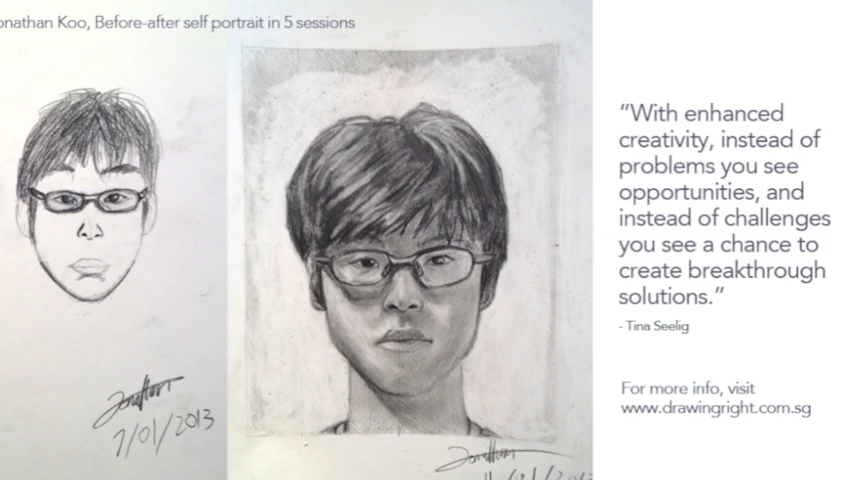 onathan Koo, Before-after self portrait in 5 sessions
“With enhanced
creativity, instead of
problems you see
opportunities, and
instead of challenges
you see a chance to
create breakthrough
solutions.”
- Tina Seelig
For more info, visit
www.drawingright.com.sg
Jonathan
7/01/2013
Jonathan